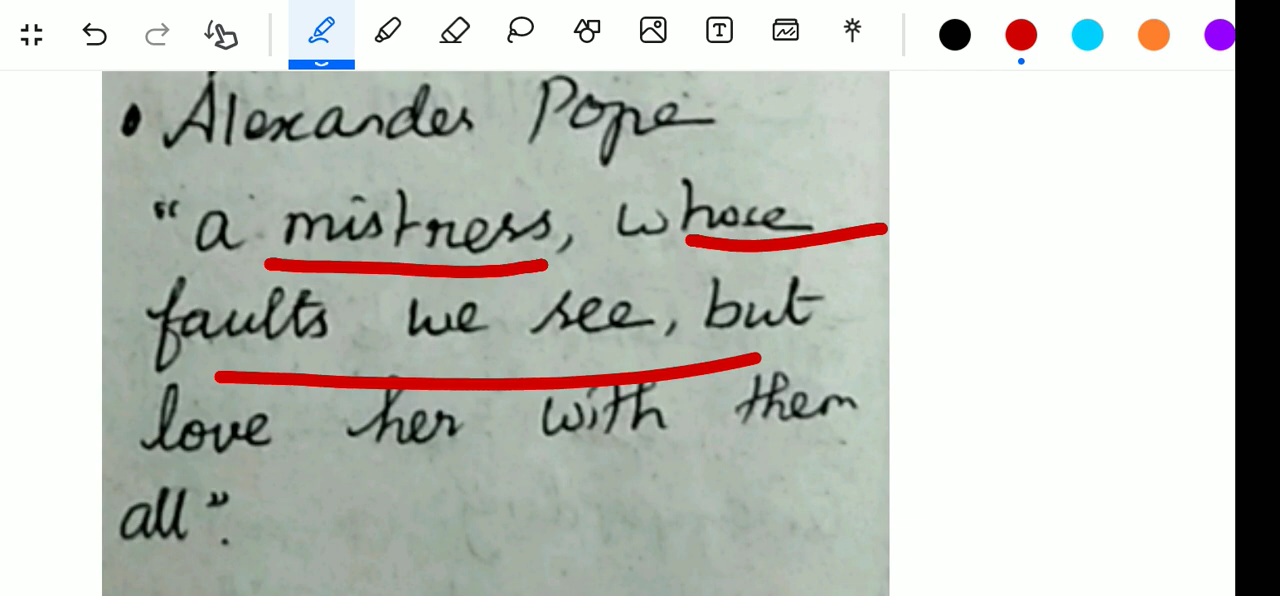 • Alexander Pope
"a mistress, whose
faults we see, but
love her with them
all".